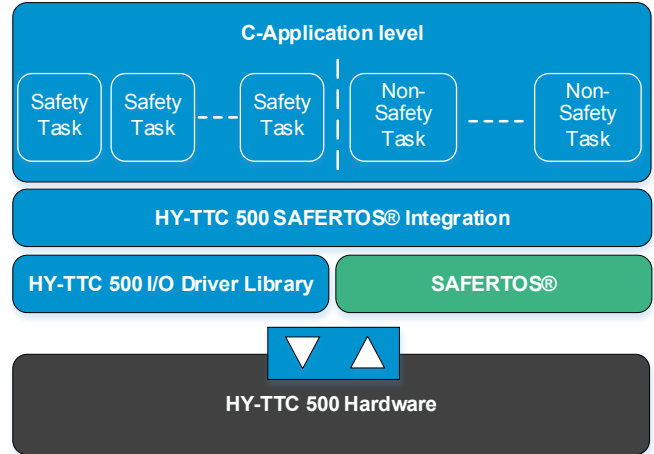 C-Application level
Safety
Task
Safety
Task
Safety
Task
Non-
Safety
Task
Non-
Safety
Task
HY-TTC 500 SAFERTOS® Integration
HY-TTC 500 I/O Driver Library
SAFERTOS®
HY-TTC 500 Hardware